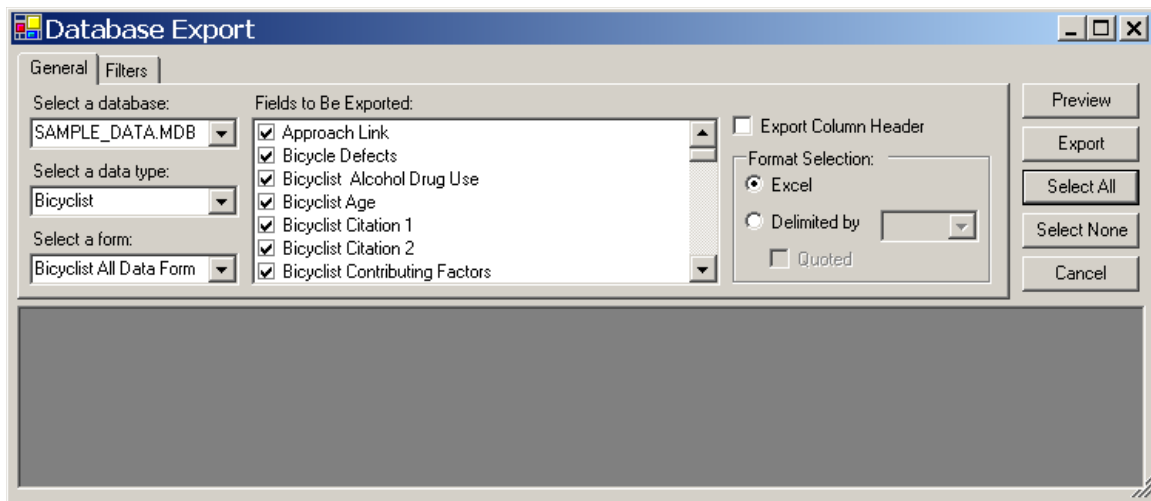 Database Export
General
Filters
Select a database:
SAMPLE_DATA.MDB
Select a data type:
Bicyclist
Select a form:
Bicyclist All Data Form
Fields to Be Exported:
Approach Link
Bicycle Defects
Bicyclist  Alcohol Drug Use
Bicyclist Age
Bicyclist Citation 1
Bicyclist Citation 2
Bicyclist Contributing Factors
Export Column Header
Format Selection:
Excel
Delimited by
Quoted
Preview
Export
Select All
Select None
Cancel